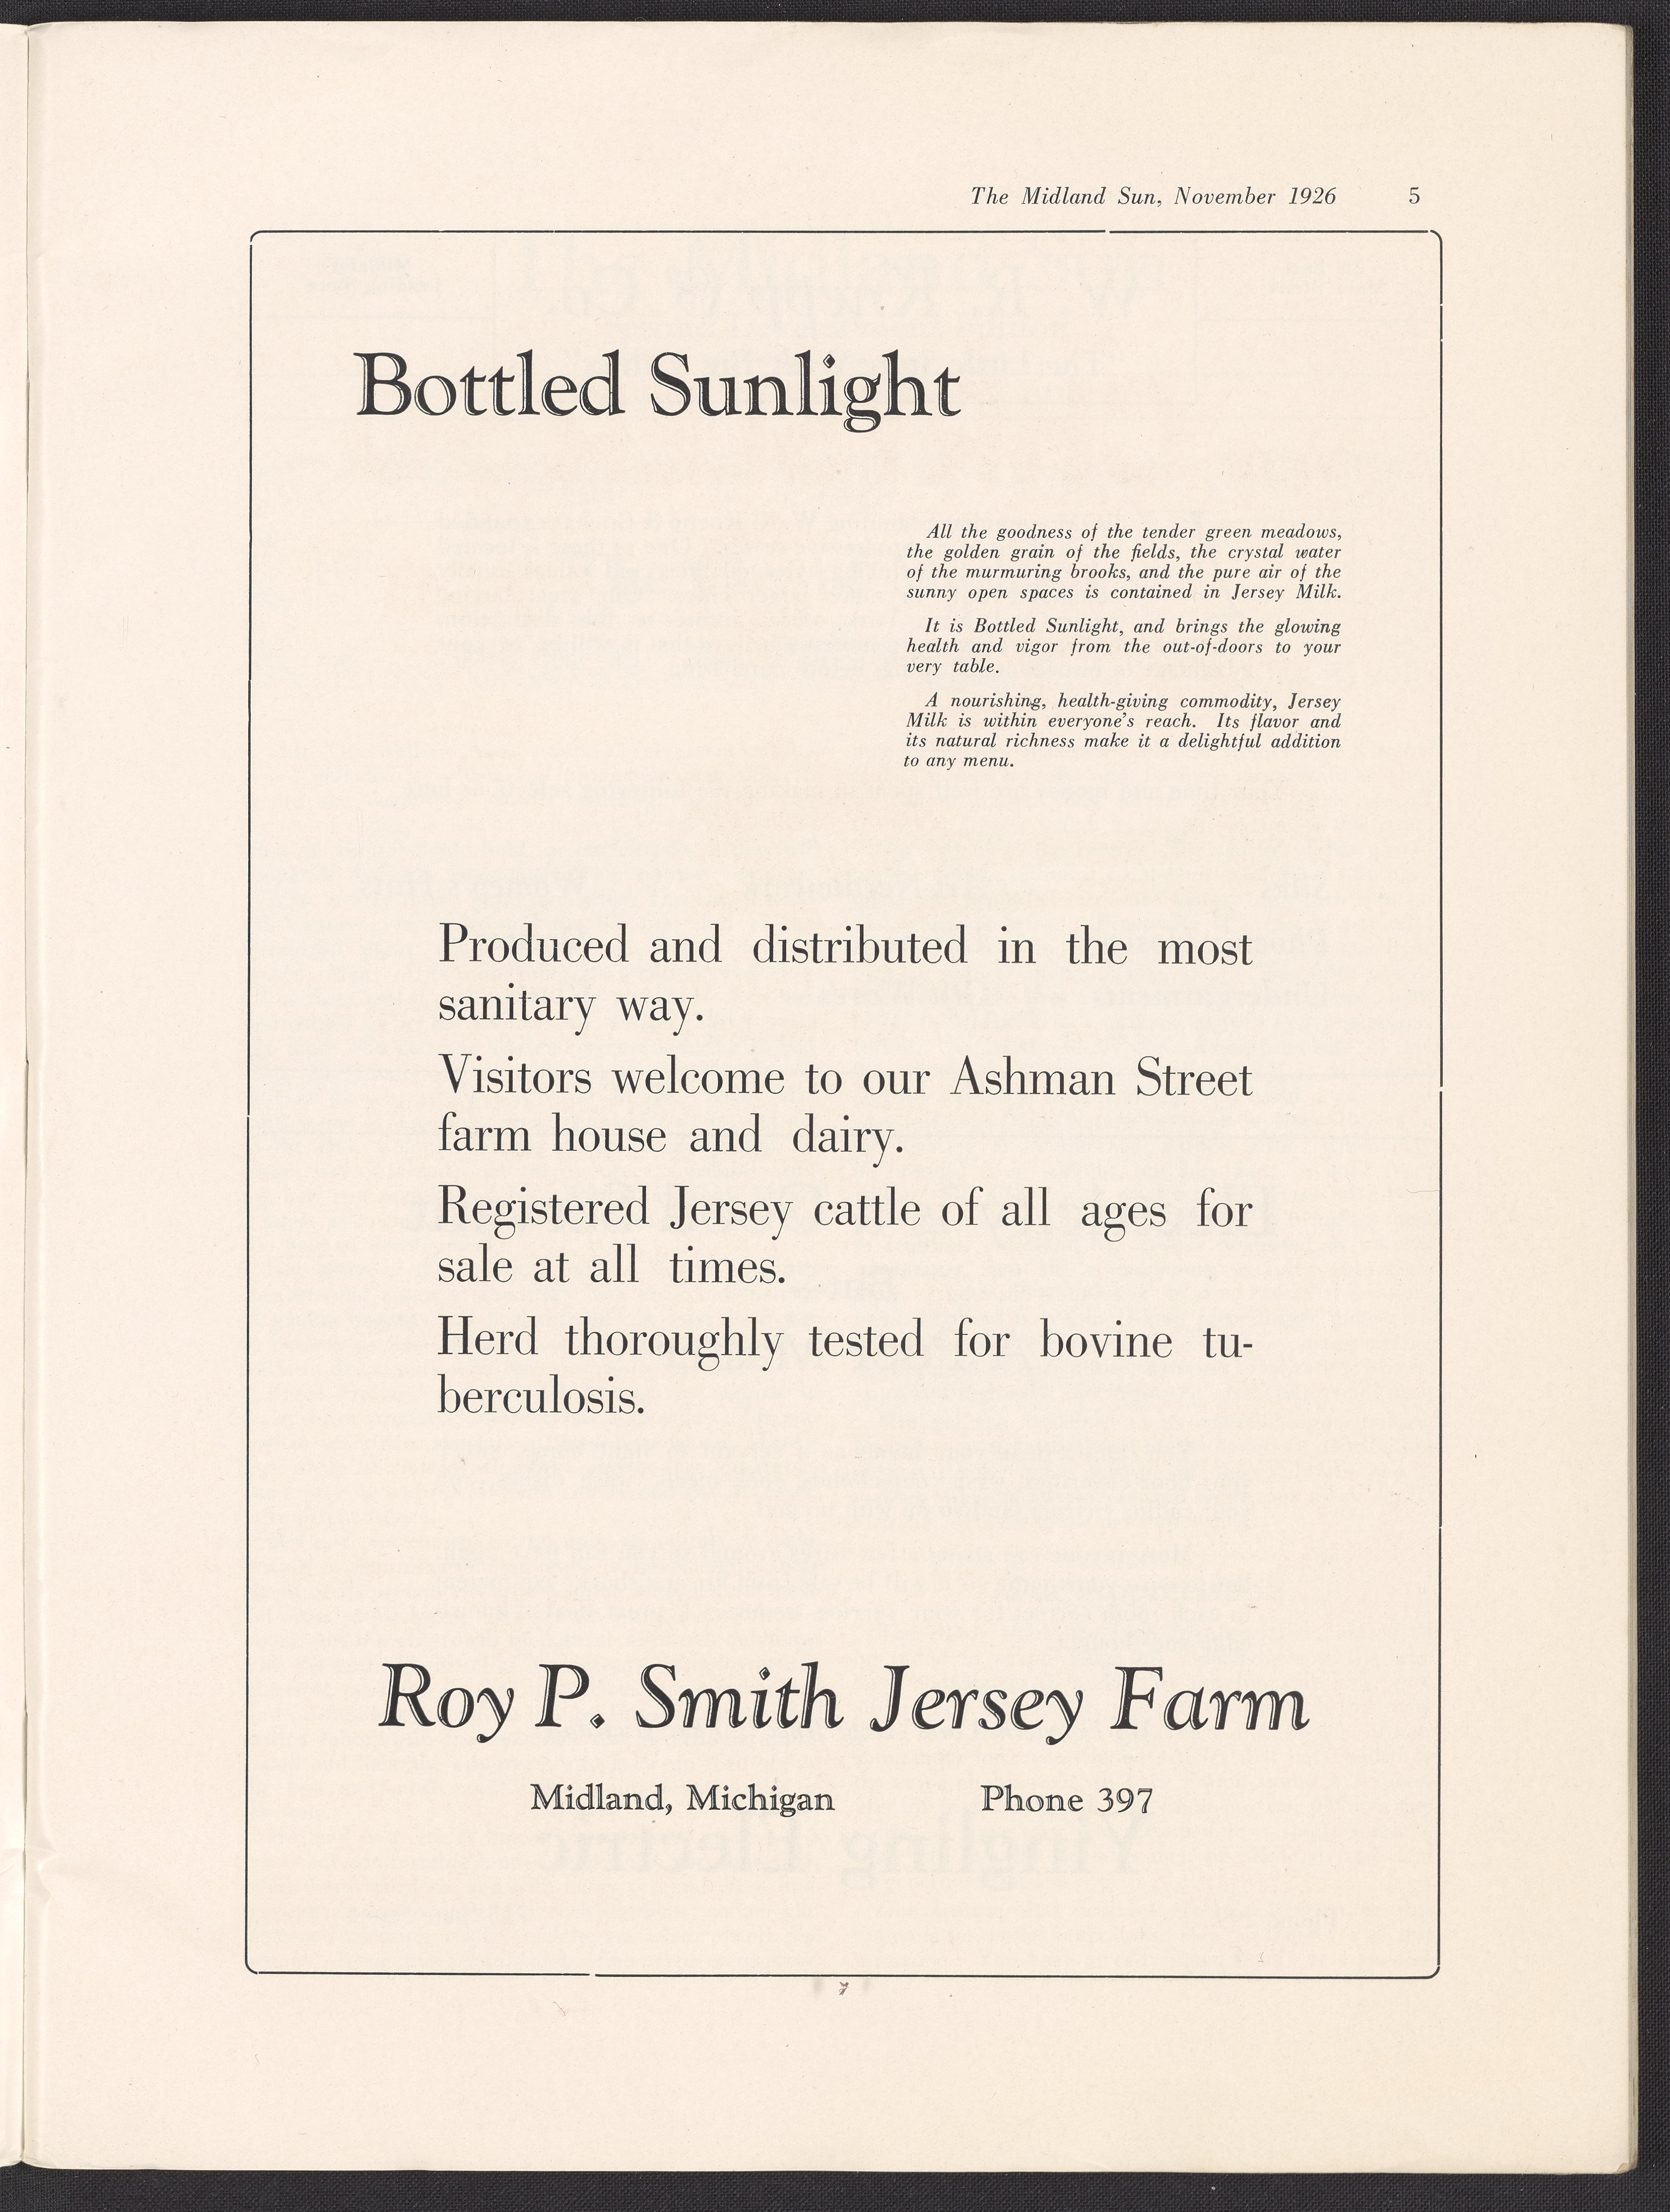 The Midland Sun, November 1926 5
Bottled Sunlight
All the goodness of the tender green meadows,
the golden grain of the fields, the crystal water
of the murmuring brooks, and the pure air of the
sunny open spaces is contained in Jersey Milk.
It is Bottled Sunlight, and brings the glowing
health and vigor from the out-of-doors to your
very table.
A nourishing, health-giving commodity, Jersey
Milk is within everyone's reach. Its flavor and
its natural richness make it a delightful addition
to any menu.
Produced and distributed in the most
sanitary way.
Visitors welcome to our Ashman Street
farm house and dairy.
Registered Jersey cattle of all ages for
sale at all times.
Herd thoroughly tested for bovine tu-
berculosis.
Roy P. Smith Jersey Farm
Midland, Michigan Phone 397